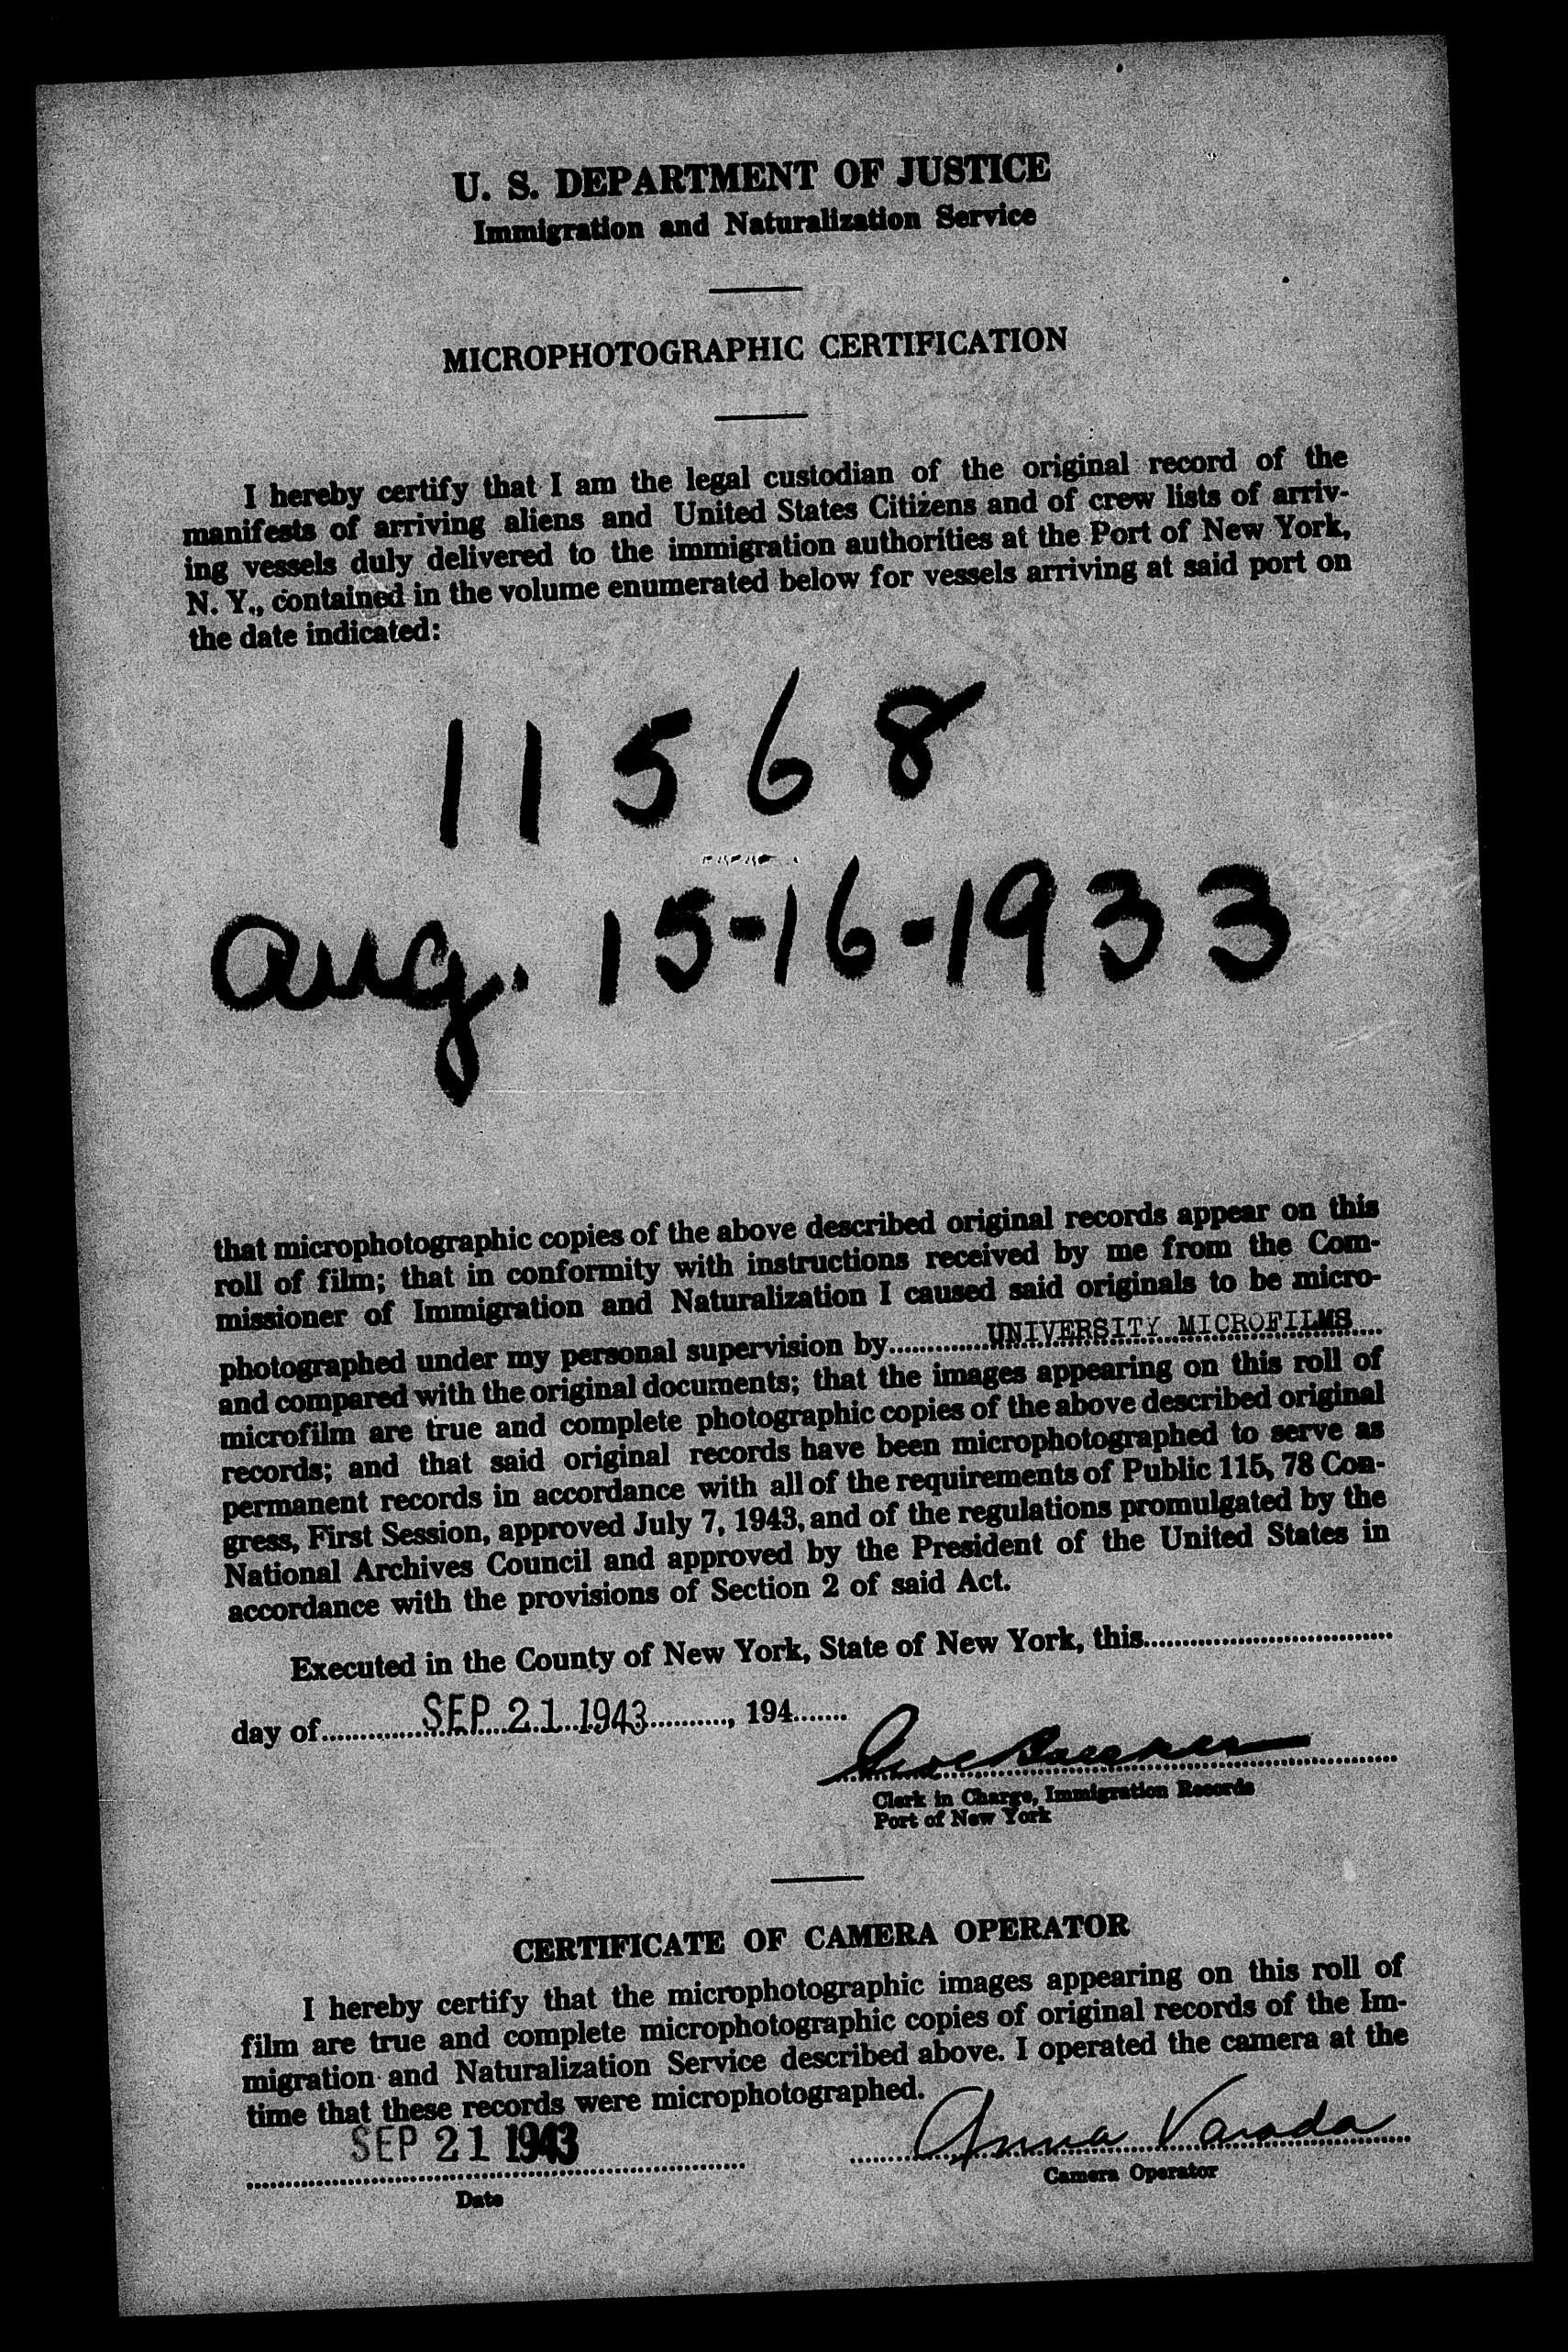 U. S. DEPARTMENT OF JUSTICE
Immigration and Naturalization Service
MICROPHOTOGRAPHIC CERTIFICATION
I hereby certify that I am the legal custodian of the original record of the
manifests of arriving aliens and United States Citizens and of crew lists of arriv-
ing vessels duly delivered to the immigration authorities at the Port of New York,
N. Y., contained in the volume enumerated below for vessels arriving at said port on
the date indicated:
11568
Aug. 15-16-1933
that microphotographic copies of the above described original records appear on this
roll of film; that in conformity with instructions received by me from the Com-
missioner of Immigration and Naturalization I caused said originals to be micro-
photographed under my personal supervision by UNIVERSITY MICROFILMS
and compared with the original documents; that the images appearing on this roll of
microfilm are true and complete photographic copies of the above described original
records; and that said original records have been microphotographed to serve as
permanent records in accordance with all of the requirements of Public 115, 78 Con-
gress, First Session, approved July 7, 1943, and of the regulations promulgated by the
National Archives Council and approved by the President of the United States in
accordance with the provisions of Section 2 of said Act.
Executed in the County of New York, State of New York, this
day of SEP 21 1943, 194
Clerk in Charge, Immigration Records
Port of New York
CERTIFICATE OF CAMERA OPERATOR
I hereby certify that the microphotographic images appearing on this roll of
film are true and complete microphotographic copies of original records of the Im-
migration and Naturalization Service described above. I operated the camera at the
time that these records were microphotographed.
SEP 21 1943 Anna Varada
Date Camera Operator